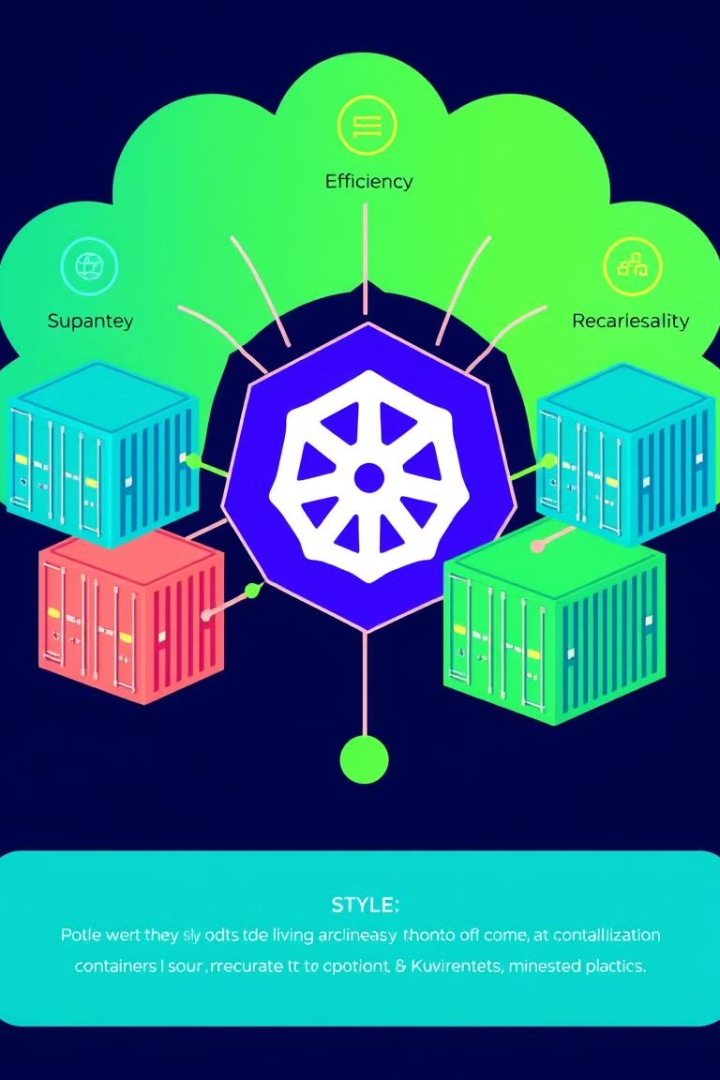 Efficiency
Supantey
Recariesality
STYLE:
Potle wert they sly odts tde living arclineasy thonto off come, at contallization
containers I sour, rrecurate tt to cpotiont, & Kuvirentets, minested plactics.